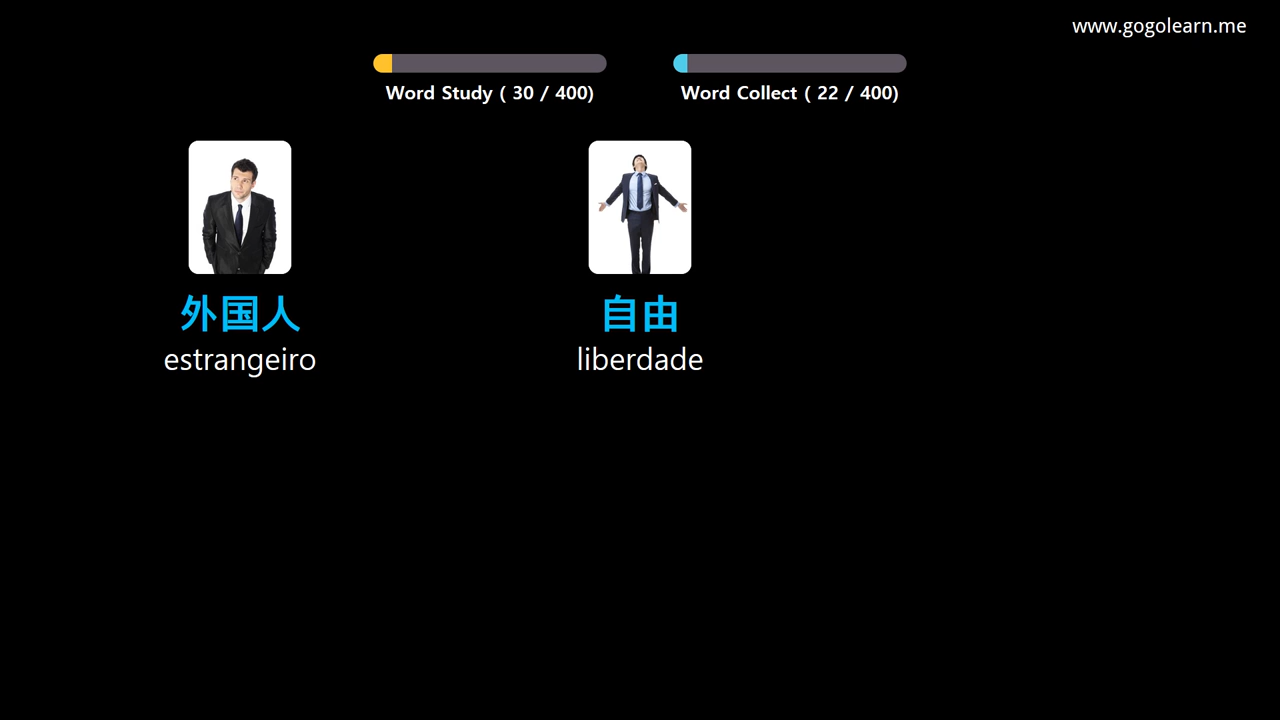 www.gogolearn.me
Word Study ( 30 / 400)
Word Collect ( 22 / 400)
外国人
estrangeiro
自由
liberdade